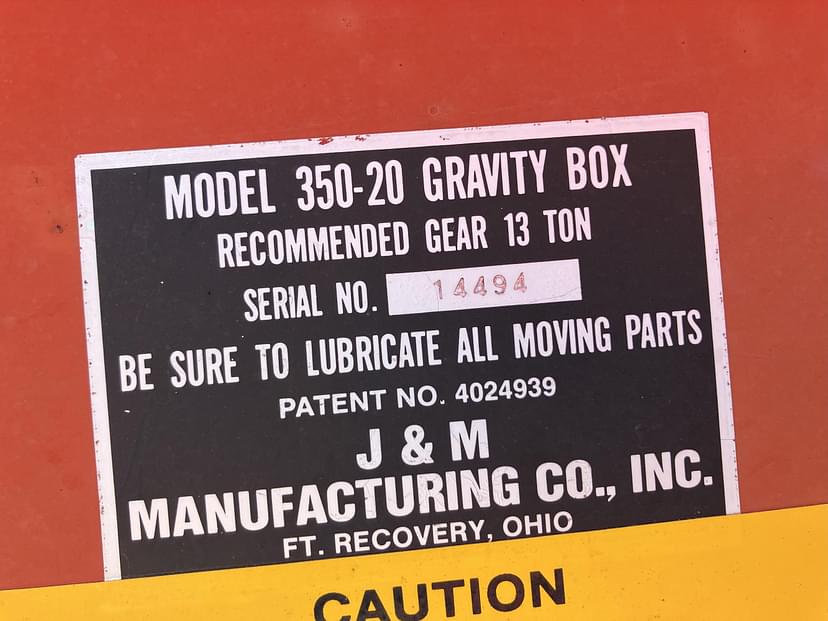 MODEL 350-20 GRAVITY BOX
RECOMMENDED GEAR 13 TON
SERIAL NO. 14494
BE SURE TO LUBRICATE ALL MOVING PARTS
PATENT NO. 4024939
J & M
MANUFACTURING CO., INC.
FT. RECOVERY, OHIO
CAUTION